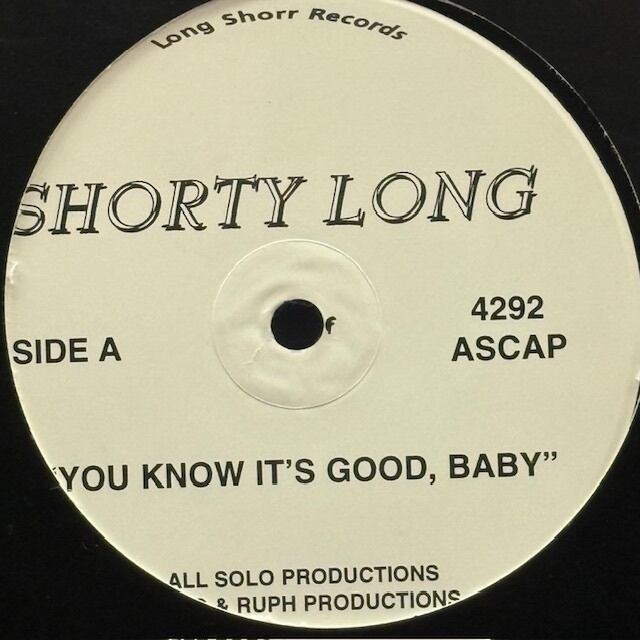 Long Shorr Records
SHORTY LONG
4292
SIDE A
ASCAP
“YOU KNOW IT’S GOOD, BABY”
ALL SOLO PRODUCTIONS
& RUPH PRODUCTIONS